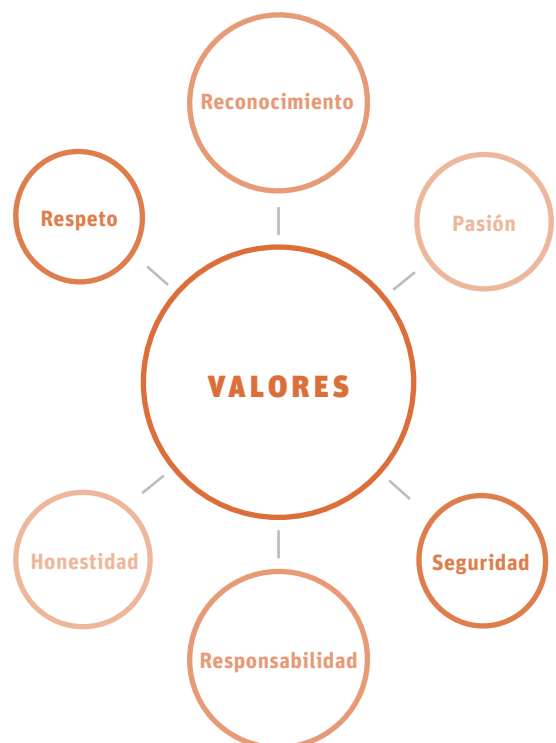 Reconocimiento
Respeto
Pasión
VALORES
Honestidad
Seguridad
Responsabilidad